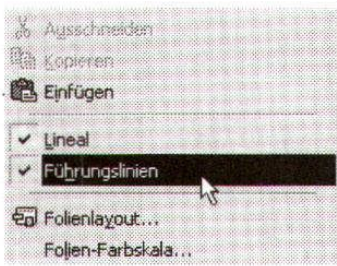 Ausschneiden
Kopieren
Einfügen
Lineal
Führungslinien
Folienlayout...
Folien-Farbskala...